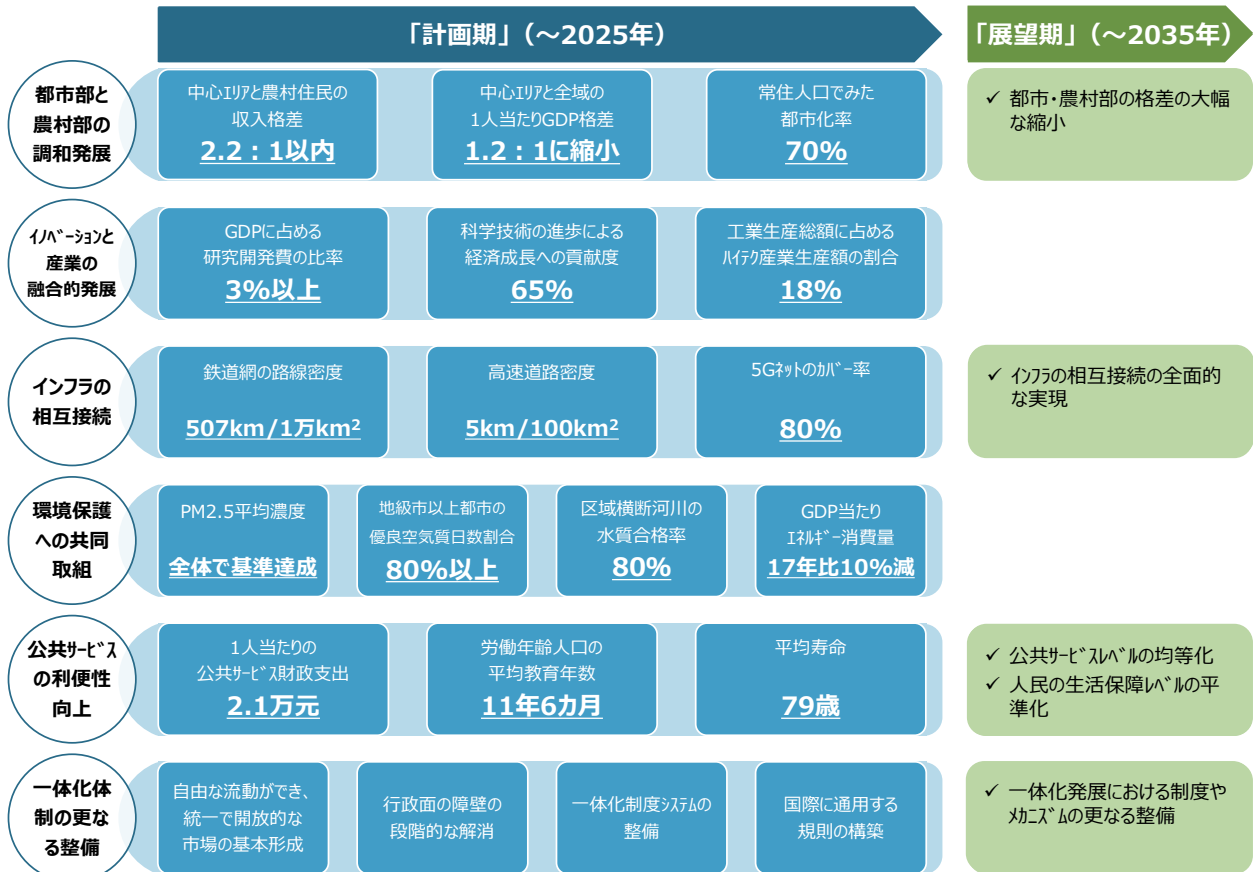 「計画期」（～2025年）
「展望期」（～2035年）
都市部と
農村部の
調和発展
中心ｴﾘｱと農村住民の
収入格差
2.2：1以内
中心ｴﾘｱと全域の
1人当たりGDP格差
1.2：1に縮小
常住人口でみた
都市化率
70%
✓ 都市・農村部の格差の大幅
な縮小
ｲﾉﾍﾞｰｼｮﾝと
産業の
融合的発展
GDPに占める
研究開発費の比率
3%以上
科学技術の進歩による
経済成長への貢献度
65%
工業生産総額に占める
ﾊｲﾃｸ産業生産額の割合
18%
インフラの
相互接続
鉄道網の路線密度
507km/1万km²
高速道路密度
5km/100km²
5Gﾈｯﾄのｶﾊﾞｰ率
80%
✓ ｲﾝﾌﾗの相互接続の全面的
な実現
環境保護
への共同
取組
PM2.5平均濃度
全体で基準達成
地級市以上都市の
優良空気質日数割合
80%以上
区域横断河川の
水質合格率
80%
GDP当たり
ｴﾈﾙｷﾞｰ消費量
17年比10%減
公共ｻｰﾋﾞｽ
の利便性
向上
1人当たりの
公共ｻｰﾋﾞｽ財政支出
2.1万元
労働年齢人口の
平均教育年数
11年6カ月
平均寿命
79歳
✓ 公共ｻｰﾋﾞｽﾚﾍﾞﾙの均等化
✓ 人民の生活保障ﾚﾍﾞﾙの平
準化
一体化体
制の更な
る整備
自由な流動ができ、
統一で開放的な
市場の基本形成
行政面の障壁の
段階的な解消
一体化制度ｼｽﾃﾑの
整備
国際に通用する
規則の構築
✓ 一体化発展における制度や
ﾒｶﾆｽﾞﾑの更なる整備